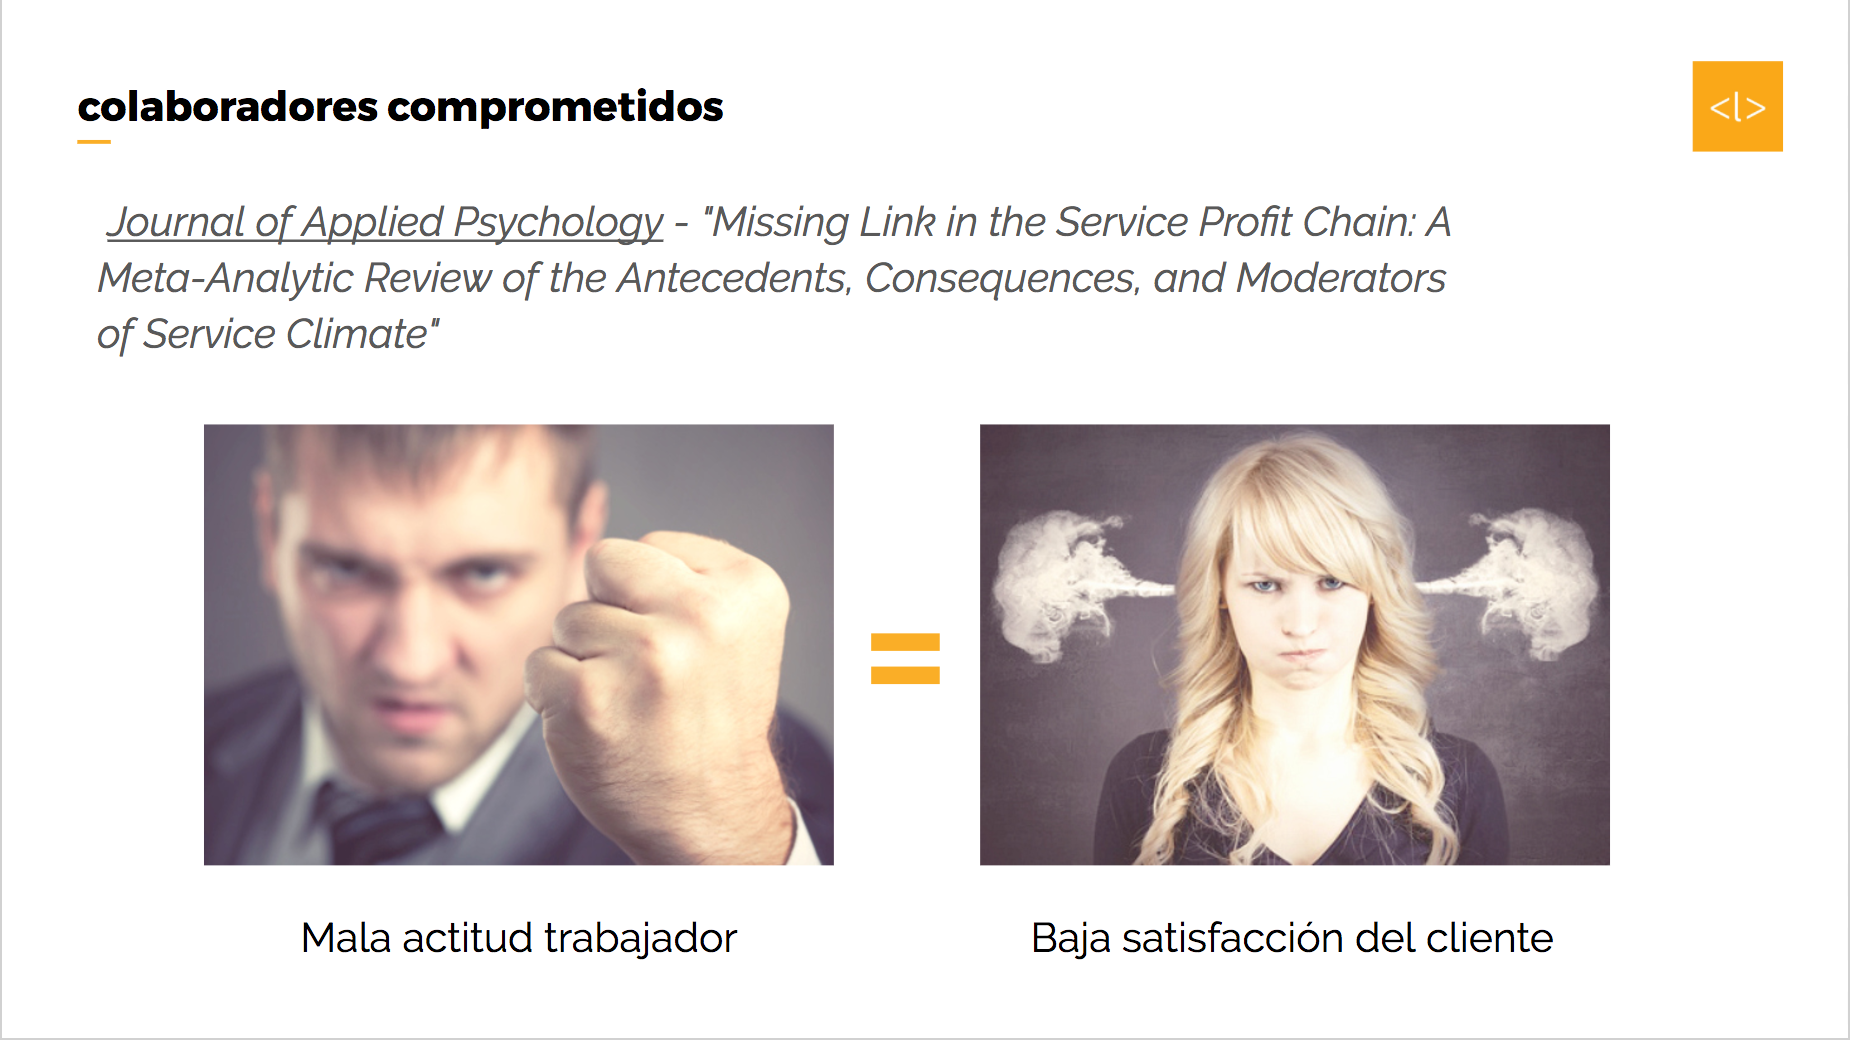 colaboradores comprometidos
<l>
Journal of Applied Psychology - "Missing Link in the Service Profit Chain: A
Meta-Analytic Review of the Antecedents, Consequences, and Moderators
of Service Climate"
=
Mala actitud trabajador
Baja satisfacción del cliente